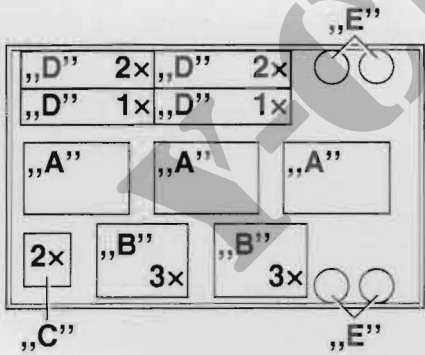 „E”
„D” 2× „D” 2×
„D” 1× „D” 1×
„A” „A” „A”
2× „B” 3× „B” 3×
„C” „E”